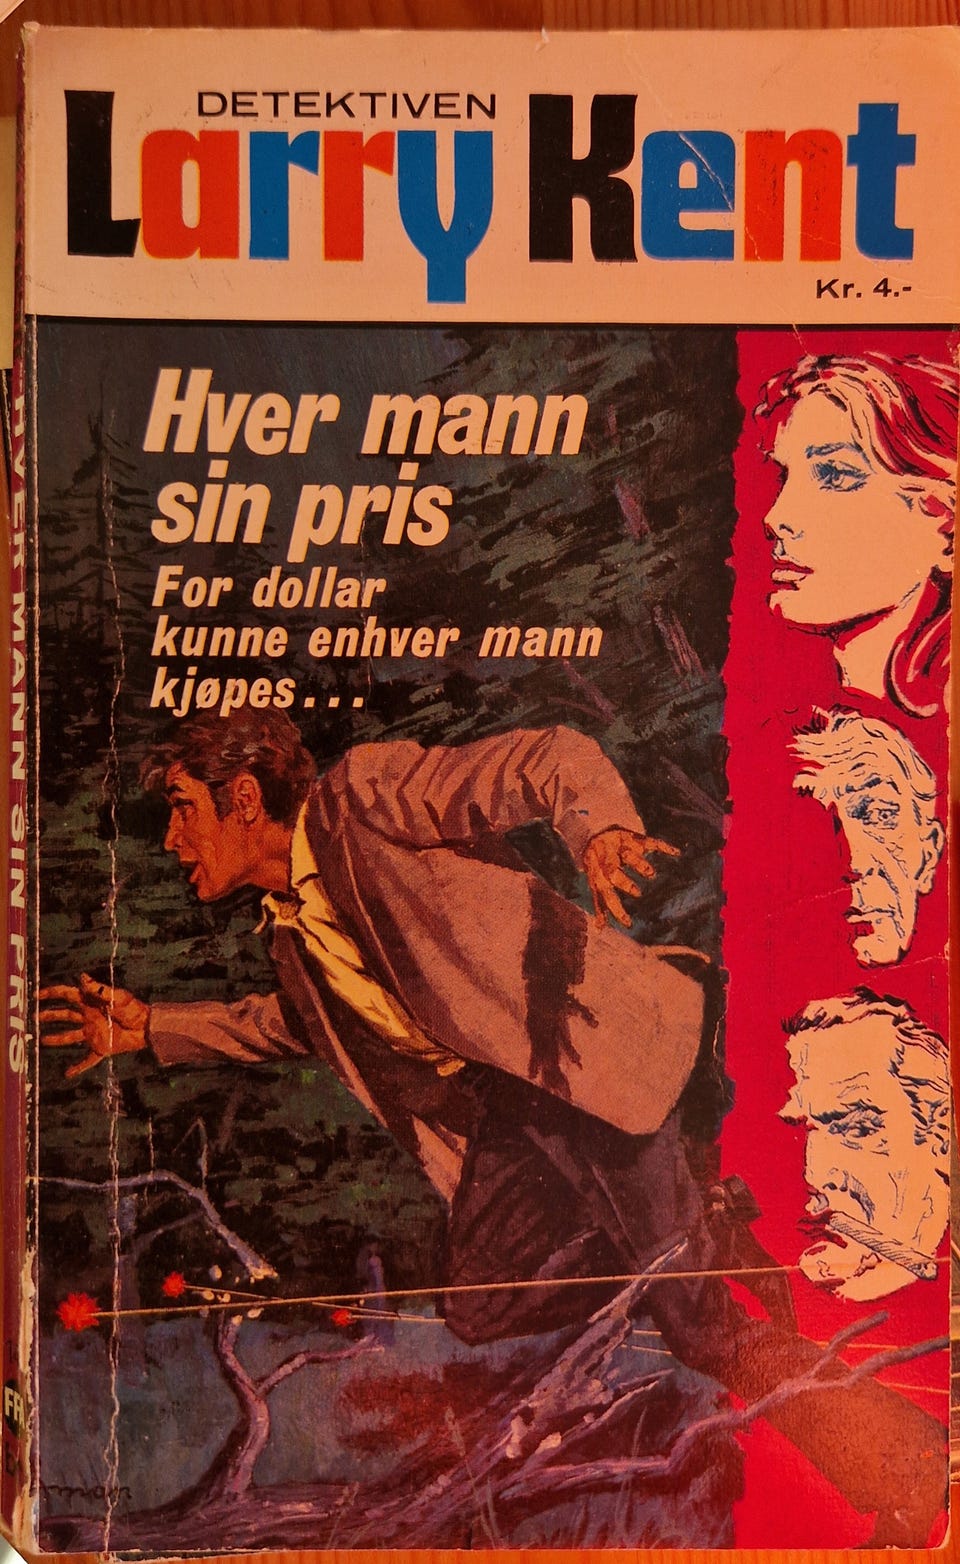 DETEKTIVEN
Larry Kent
Kr. 4.-
Hver mann
sin pris
For dollar
kunne enhver mann
kjøpes...
HVER MANN SIN PRIS